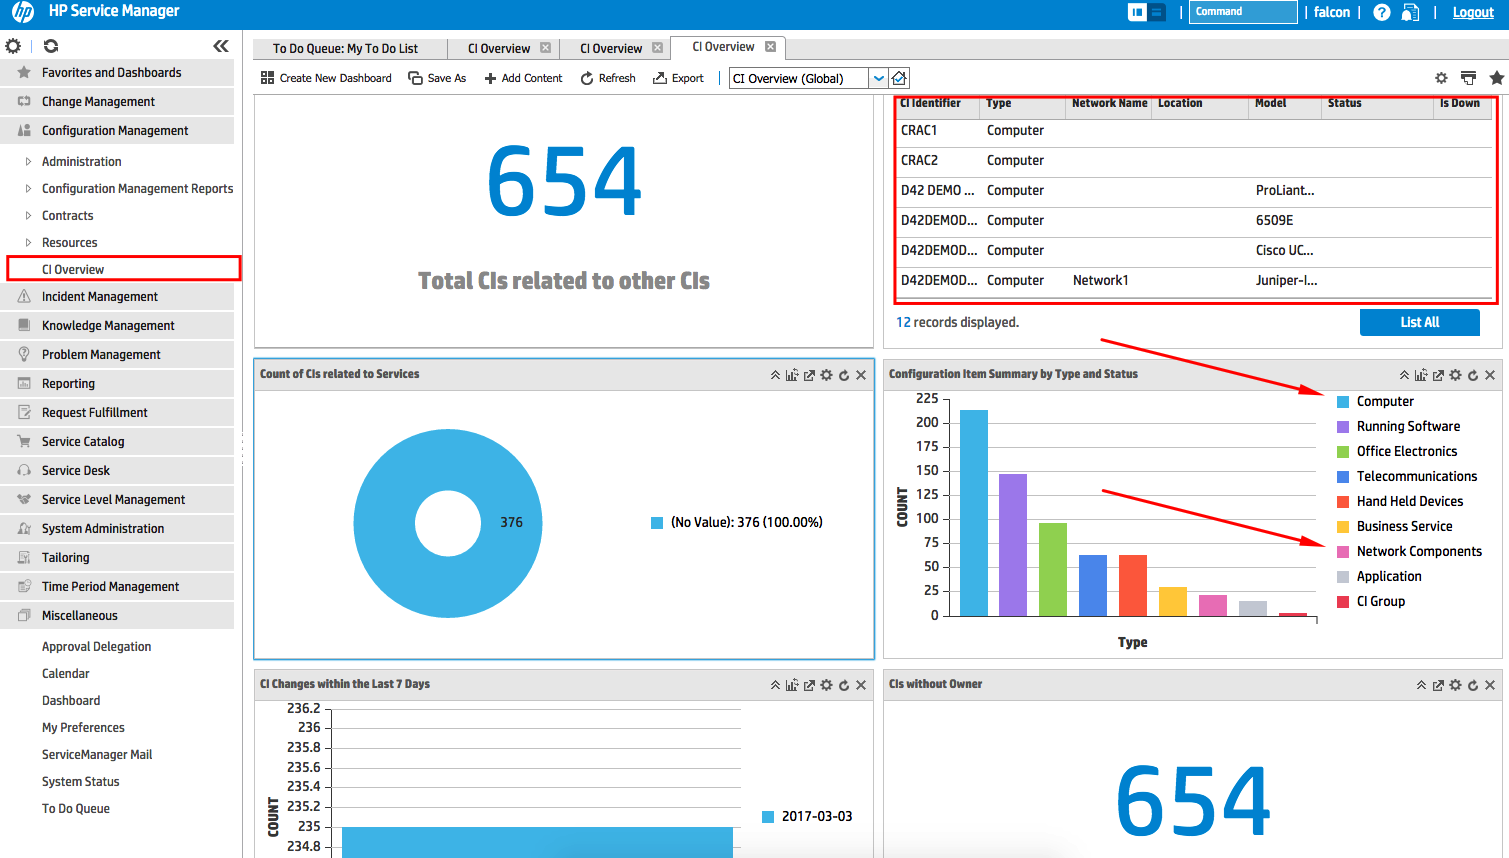 hp HP Service Manager
Command
falcon
?
Logout
Favorites and Dashboards
Change Management
Configuration Management
Administration
Configuration Management Reports
Contracts
Resources
CI Overview
Incident Management
Knowledge Management
Problem Management
Reporting
Request Fulfillment
Service Catalog
Service Desk
Service Level Management
System Administration
Tailoring
Time Period Management
Miscellaneous
Approval Delegation
Calendar
Dashboard
My Preferences
ServiceManager Mail
System Status
To Do Queue
To Do Queue: My To Do List
CI Overview
CI Overview
CI Overview
Create New Dashboard
Save As
Add Content
Refresh
Export
CI Overview (Global)
654
Total CIs related to other CIs
CI Identifier Type Network Name Location Model Status Is Down
CRAC1 Computer
CRAC2 Computer
D42 DEMO ... Computer ProLiant...
D42DEMOD... Computer 6509E
D42DEMOD... Computer Cisco UC...
D42DEMOD... Computer Network1 Juniper-I...
12 records displayed.
List All
Count of CIs related to Services
376
(No Value): 376 (100.00%)
Configuration Item Summary by Type and Status
225
200
175
150
125
100
75
50
25
0
COUNT
Type
Computer
Running Software
Office Electronics
Telecommunications
Hand Held Devices
Business Service
Network Components
Application
CI Group
CI Changes within the Last 7 Days
236.2
236
235.8
235.6
235.4
235.2
235
234.8
COUNT
2017-03-03
CIs without Owner
654